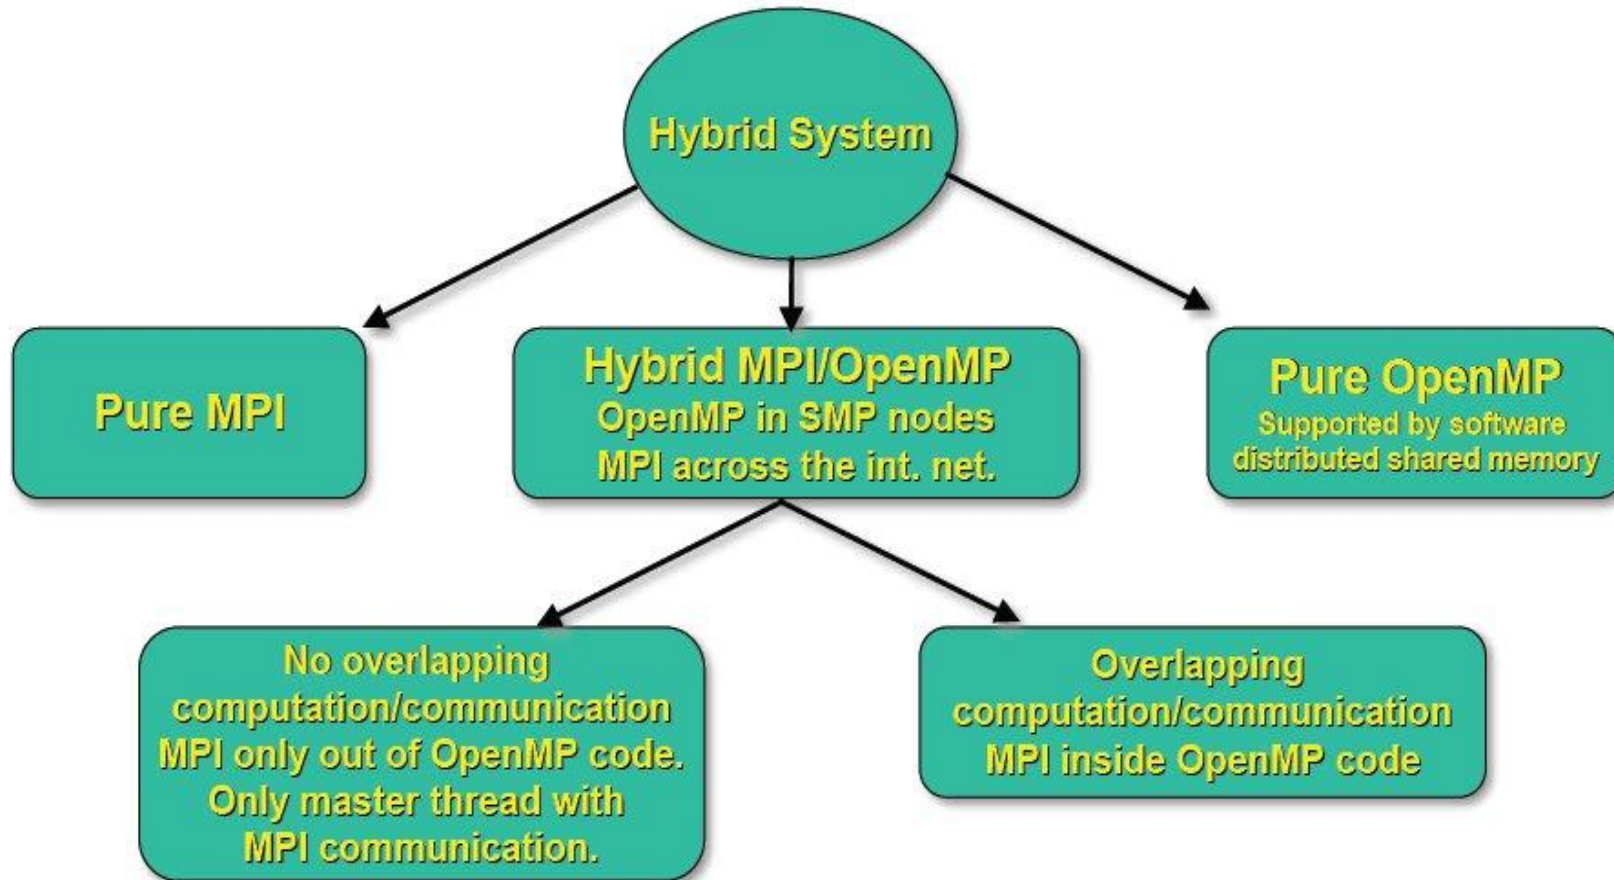 Hybrid System
Pure MPI
Hybrid MPI/OpenMP
OpenMP in SMP nodes
MPI across the int. net.
Pure OpenMP
Supported by software
distributed shared memory
No overlapping
computation/communication
MPI only out of OpenMP code.
Only master thread with
MPI communication.
Overlapping
computation/communication
MPI inside OpenMP code